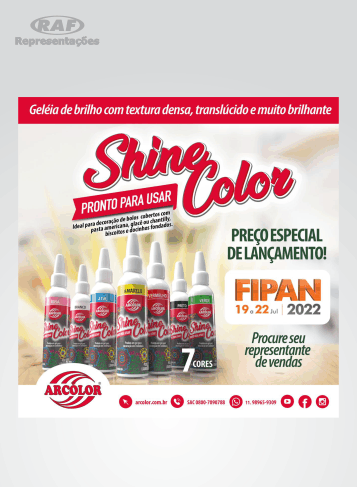 RAF
Representações
Geléia de brilho com textura densa, translúcido e muito brilhante
Shine
Color
PRONTO PARA USAR
Ideal para decoração de bolos cobertos com
pasta americana, glacê ou chantilly,
biscoitos e docinhos fondados.
PREÇO ESPECIAL
DE LANÇAMENTO!
FIPAN
19 a 22 Jul 2022
Procure seu
representante
de vendas
AMARELO
Shine
Color
7 CORES
ARCOLOR
arcolor.com.br
SAC 0800-7090788
11. 98965-9309